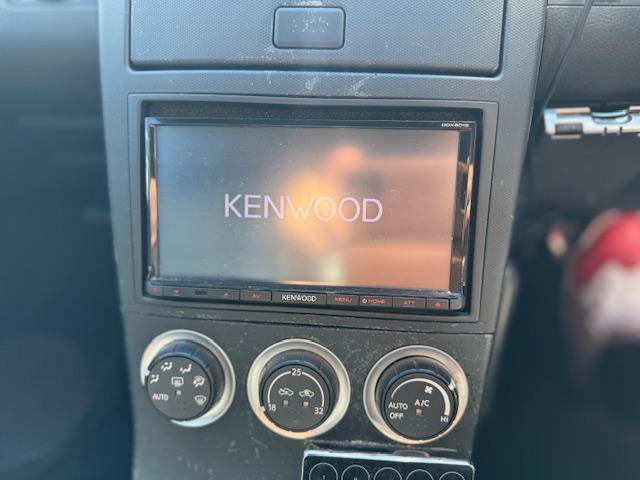 KENWOOD
AV
KENWOOD
MENU
HOME
ATT
AUTO
25
18
32
A/C
AUTO
OFF
HI